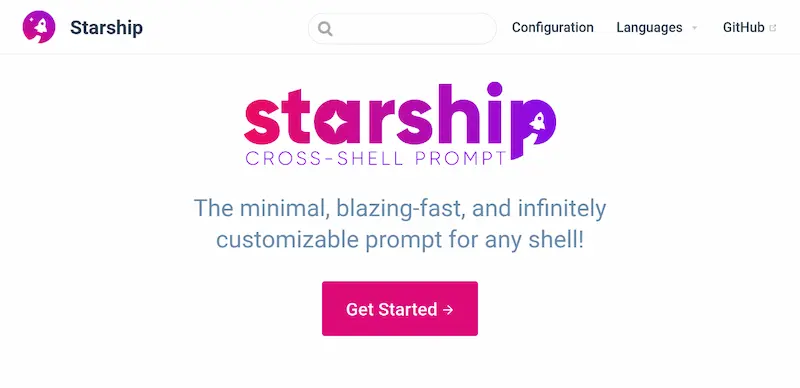 Starship
Configuration
Languages
GitHub
starship
CROSS-SHELL PROMPT
The minimal, blazing-fast, and infinitely
customizable prompt for any shell!
Get Started →